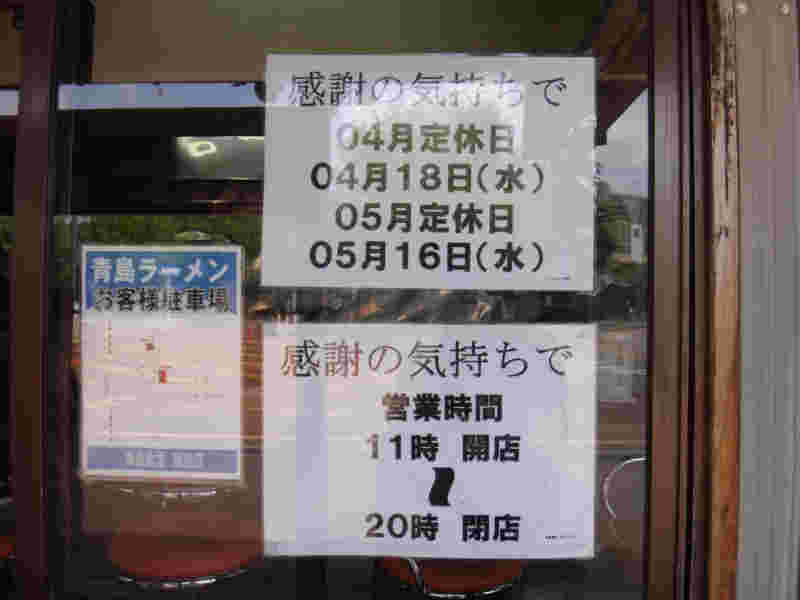 感謝の気持ちで
04月定休日
04月18日(水)
05月定休日
05月16日(水)
青島ラーメン
お客様駐車場
感謝の気持ちで
営業時間
11時 開店
~
20時 閉店